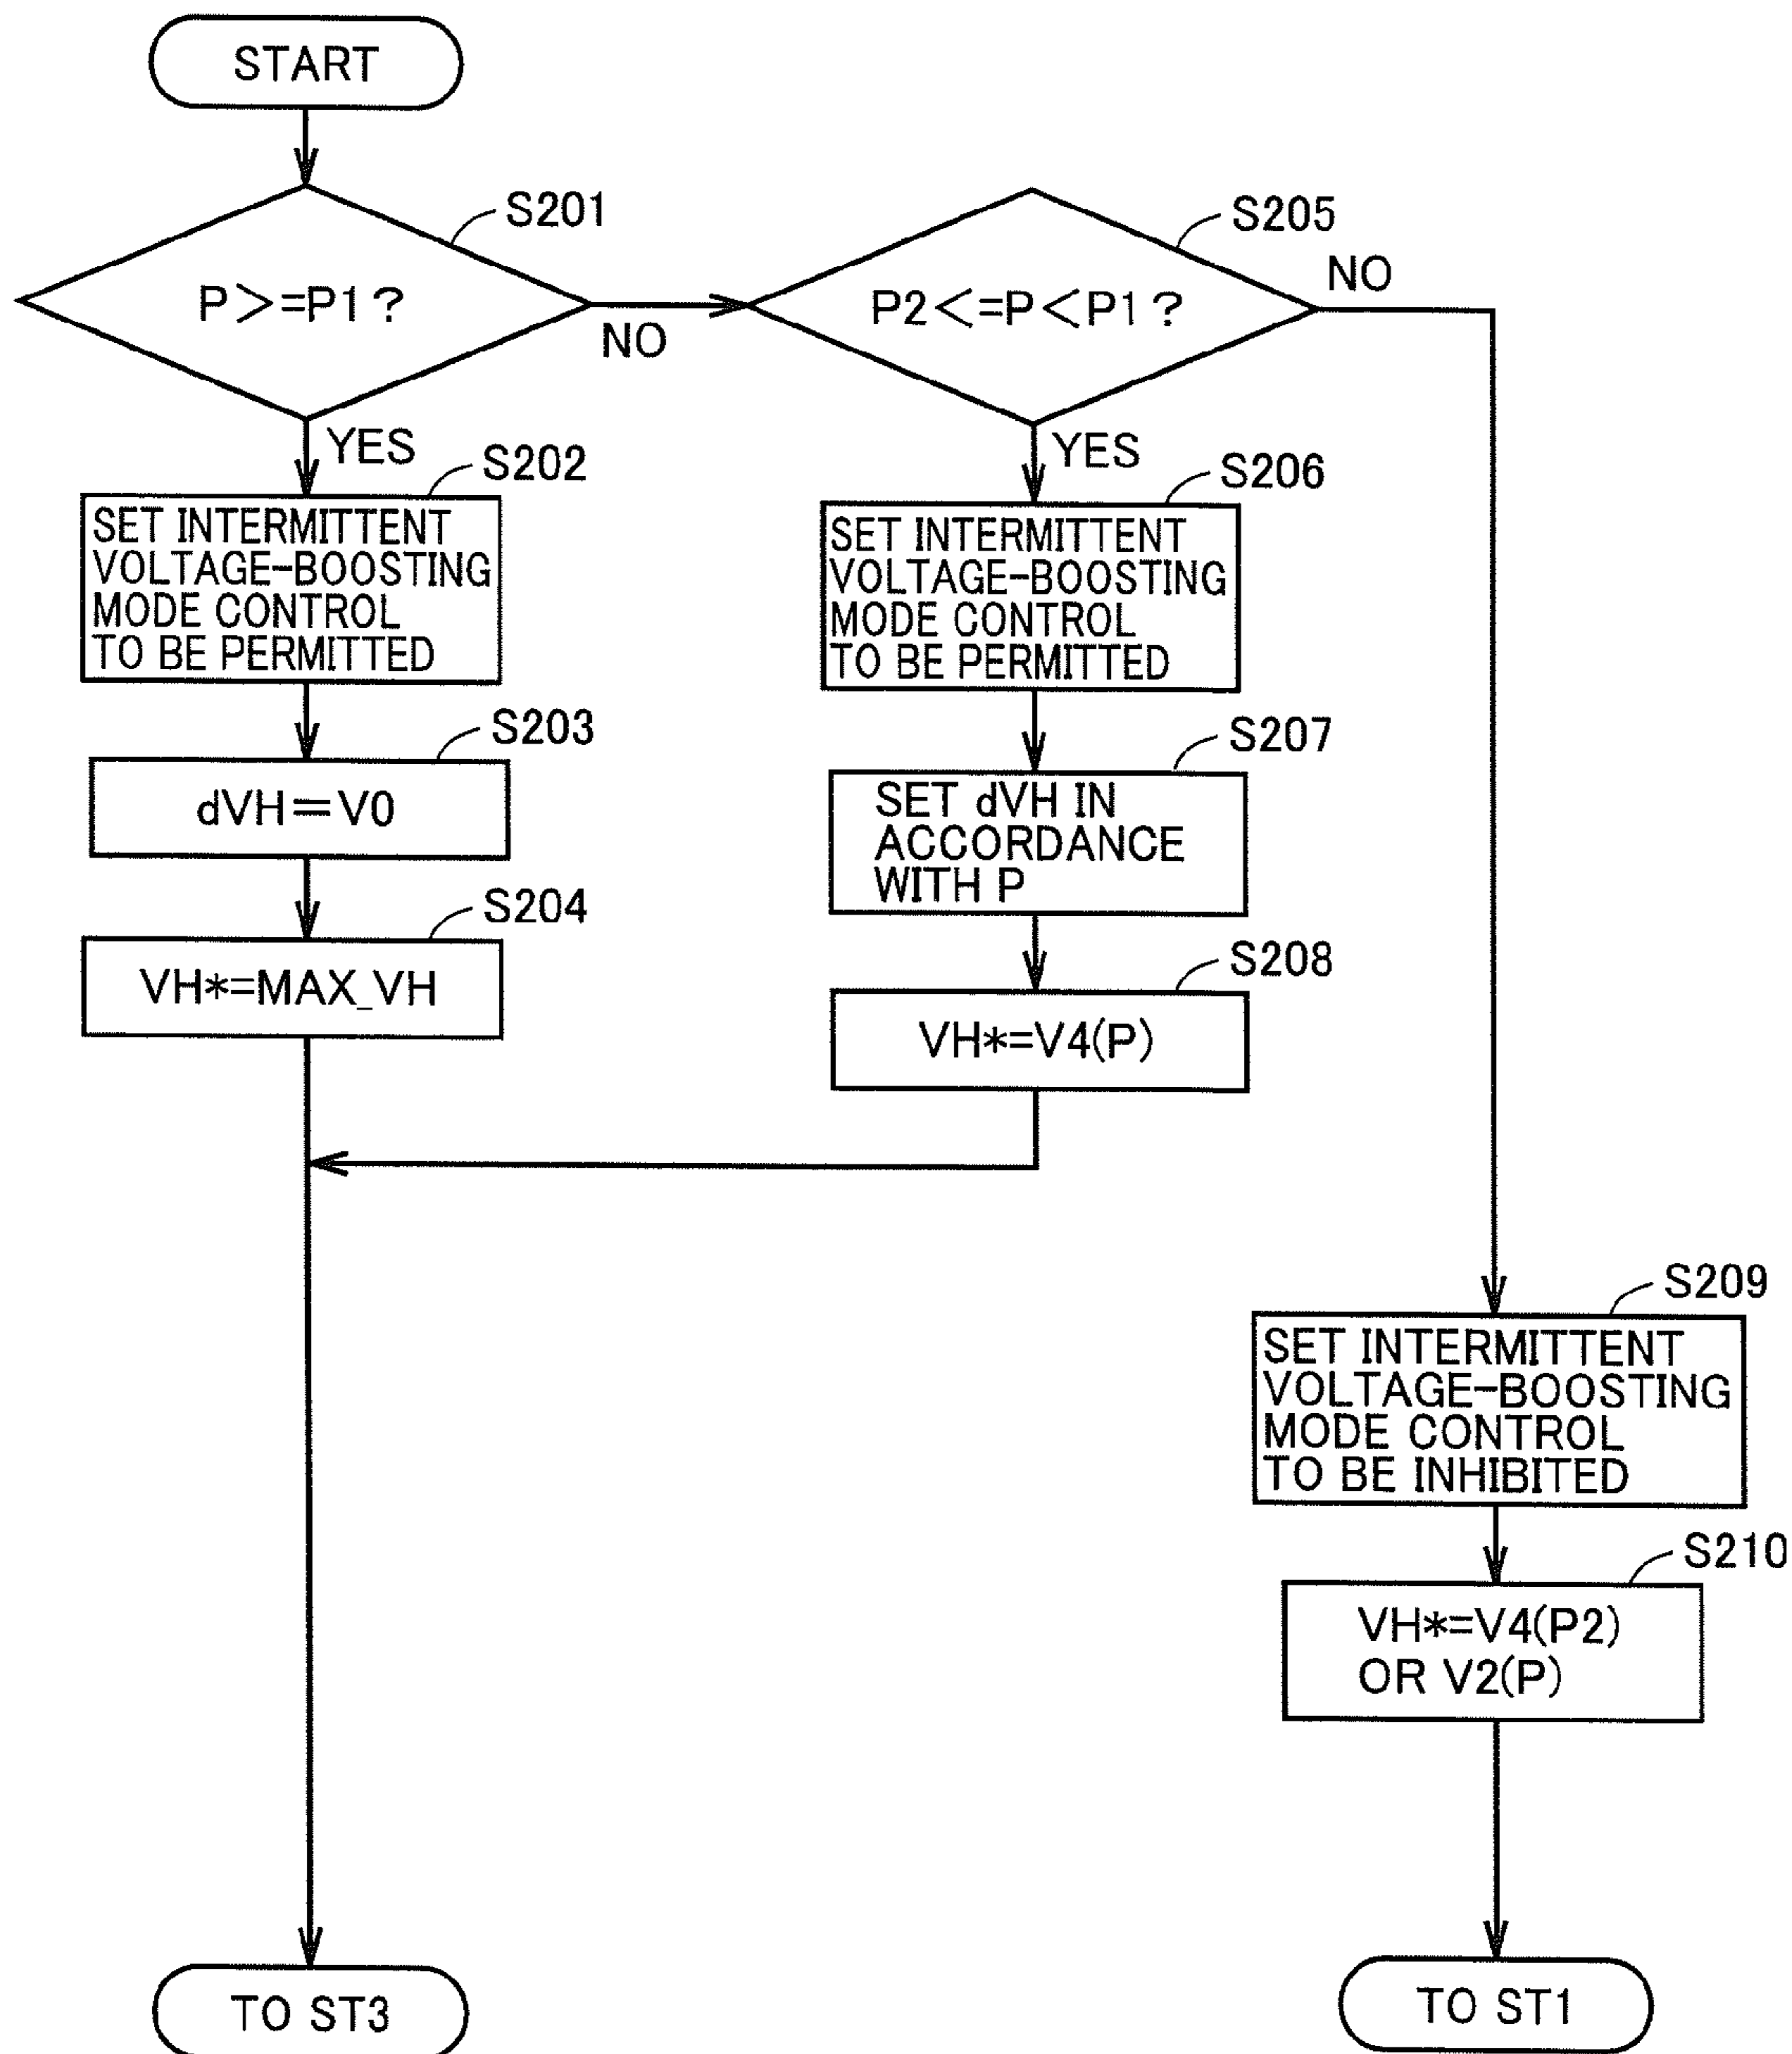 START
S201
P>=P1?
NO
YES
S202
SET INTERMITTENT
VOLTAGE-BOOSTING
MODE CONTROL
TO BE PERMITTED
S203
dVH=V0
S204
VH*=MAX_VH
S205
P2<=P<P1?
NO
YES
S206
SET INTERMITTENT
VOLTAGE-BOOSTING
MODE CONTROL
TO BE PERMITTED
S207
SET dVH IN
ACCORDANCE
WITH P
S208
VH*=V4(P)
S209
SET INTERMITTENT
VOLTAGE-BOOSTING
MODE CONTROL
TO BE INHIBITED
S210
VH*=V4(P2)
OR V2(P)
TO ST3
TO ST1